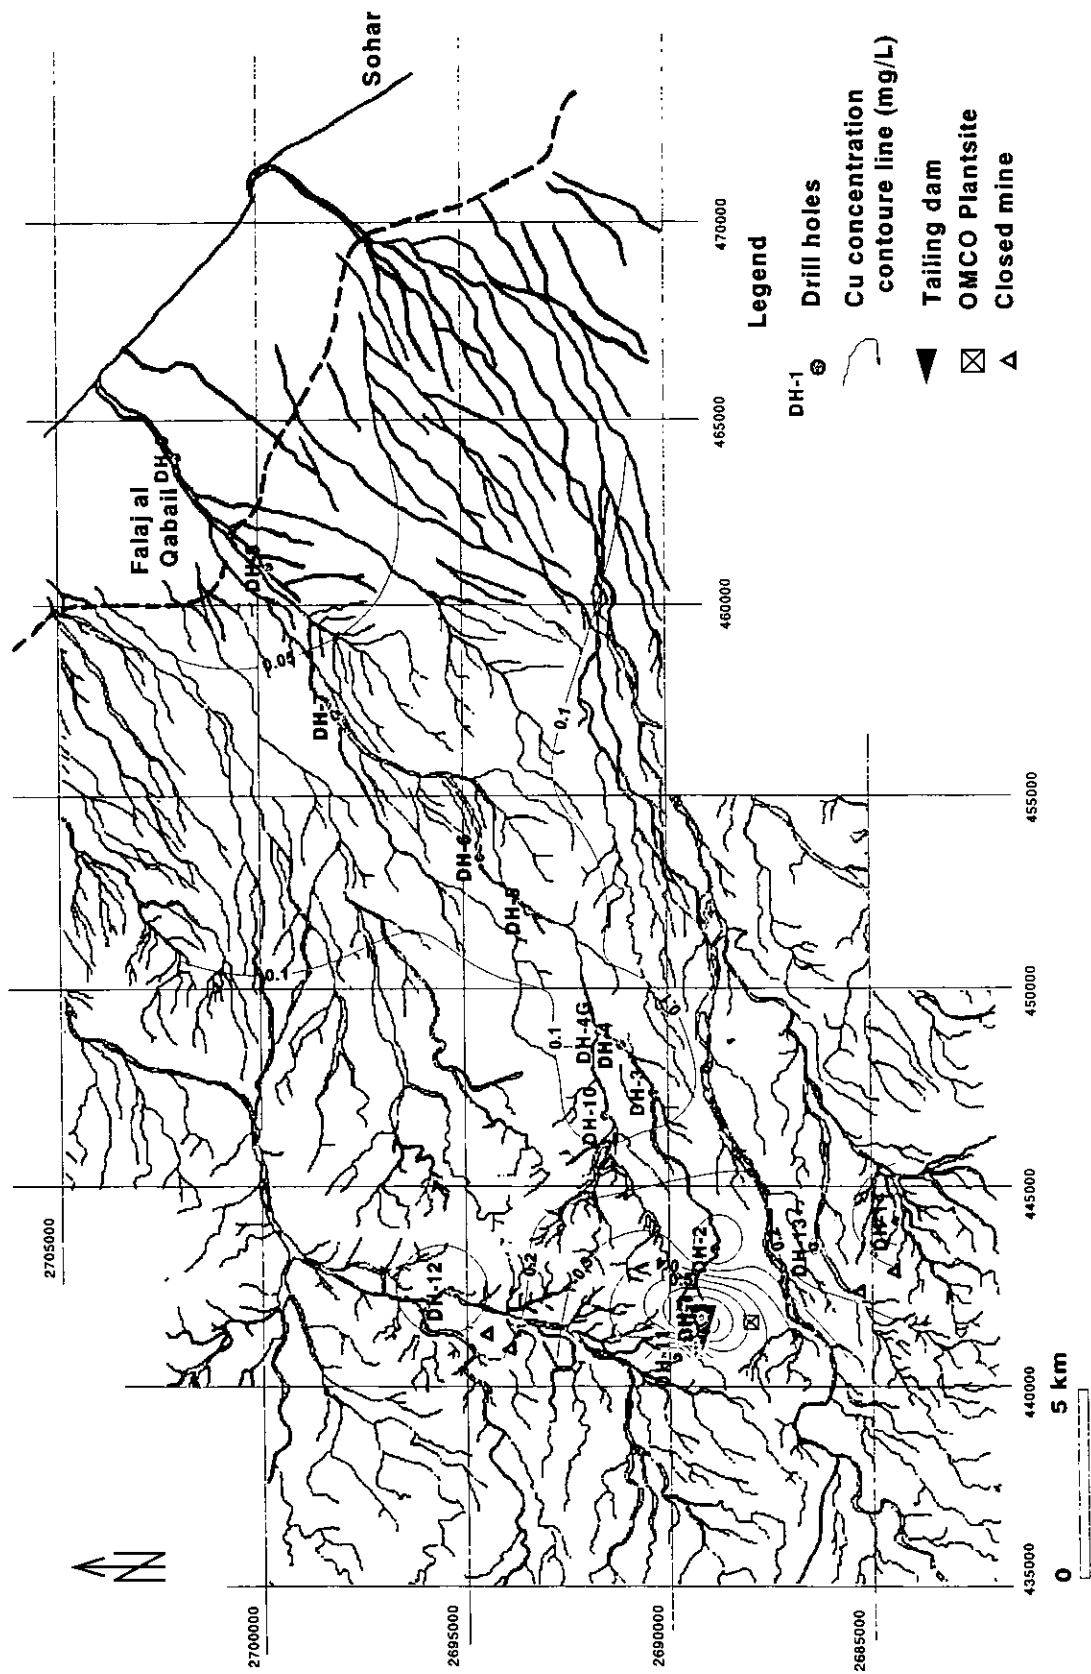 Sohar
Falaj al
Qabail
DH-7
DH-6
DH-12
DH-4G
DH-4
DH-10
DH-3
DH-2
DH-11
DH-13
0.05
0.1
0.1
0.1
0.1
0.2
0.2
2705000
2700000
2695000
2690000
2685000
435000
440000
445000
450000
455000
460000
465000
470000
Legend
DH-1
Drill holes
Cu concentration
contoure line (mg/L)
Tailing dam
OMCO Plantsite
Closed mine
N
0
5 km